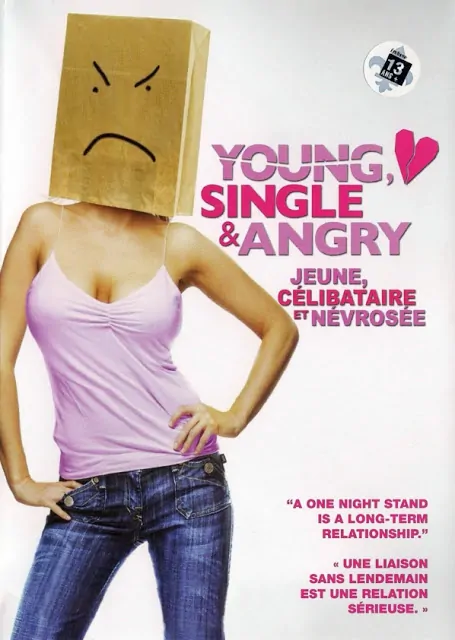 13
ANS +
YOUNG,
SINGLE
& ANGRY
JEUNE,
CÉLIBATAIRE
ET NÉVROSÉE
“A ONE NIGHT STAND
IS A LONG-TERM
RELATIONSHIP.”
« UNE LIAISON
SANS LENDEMAIN
EST UNE RELATION
SÉRIEUSE. »